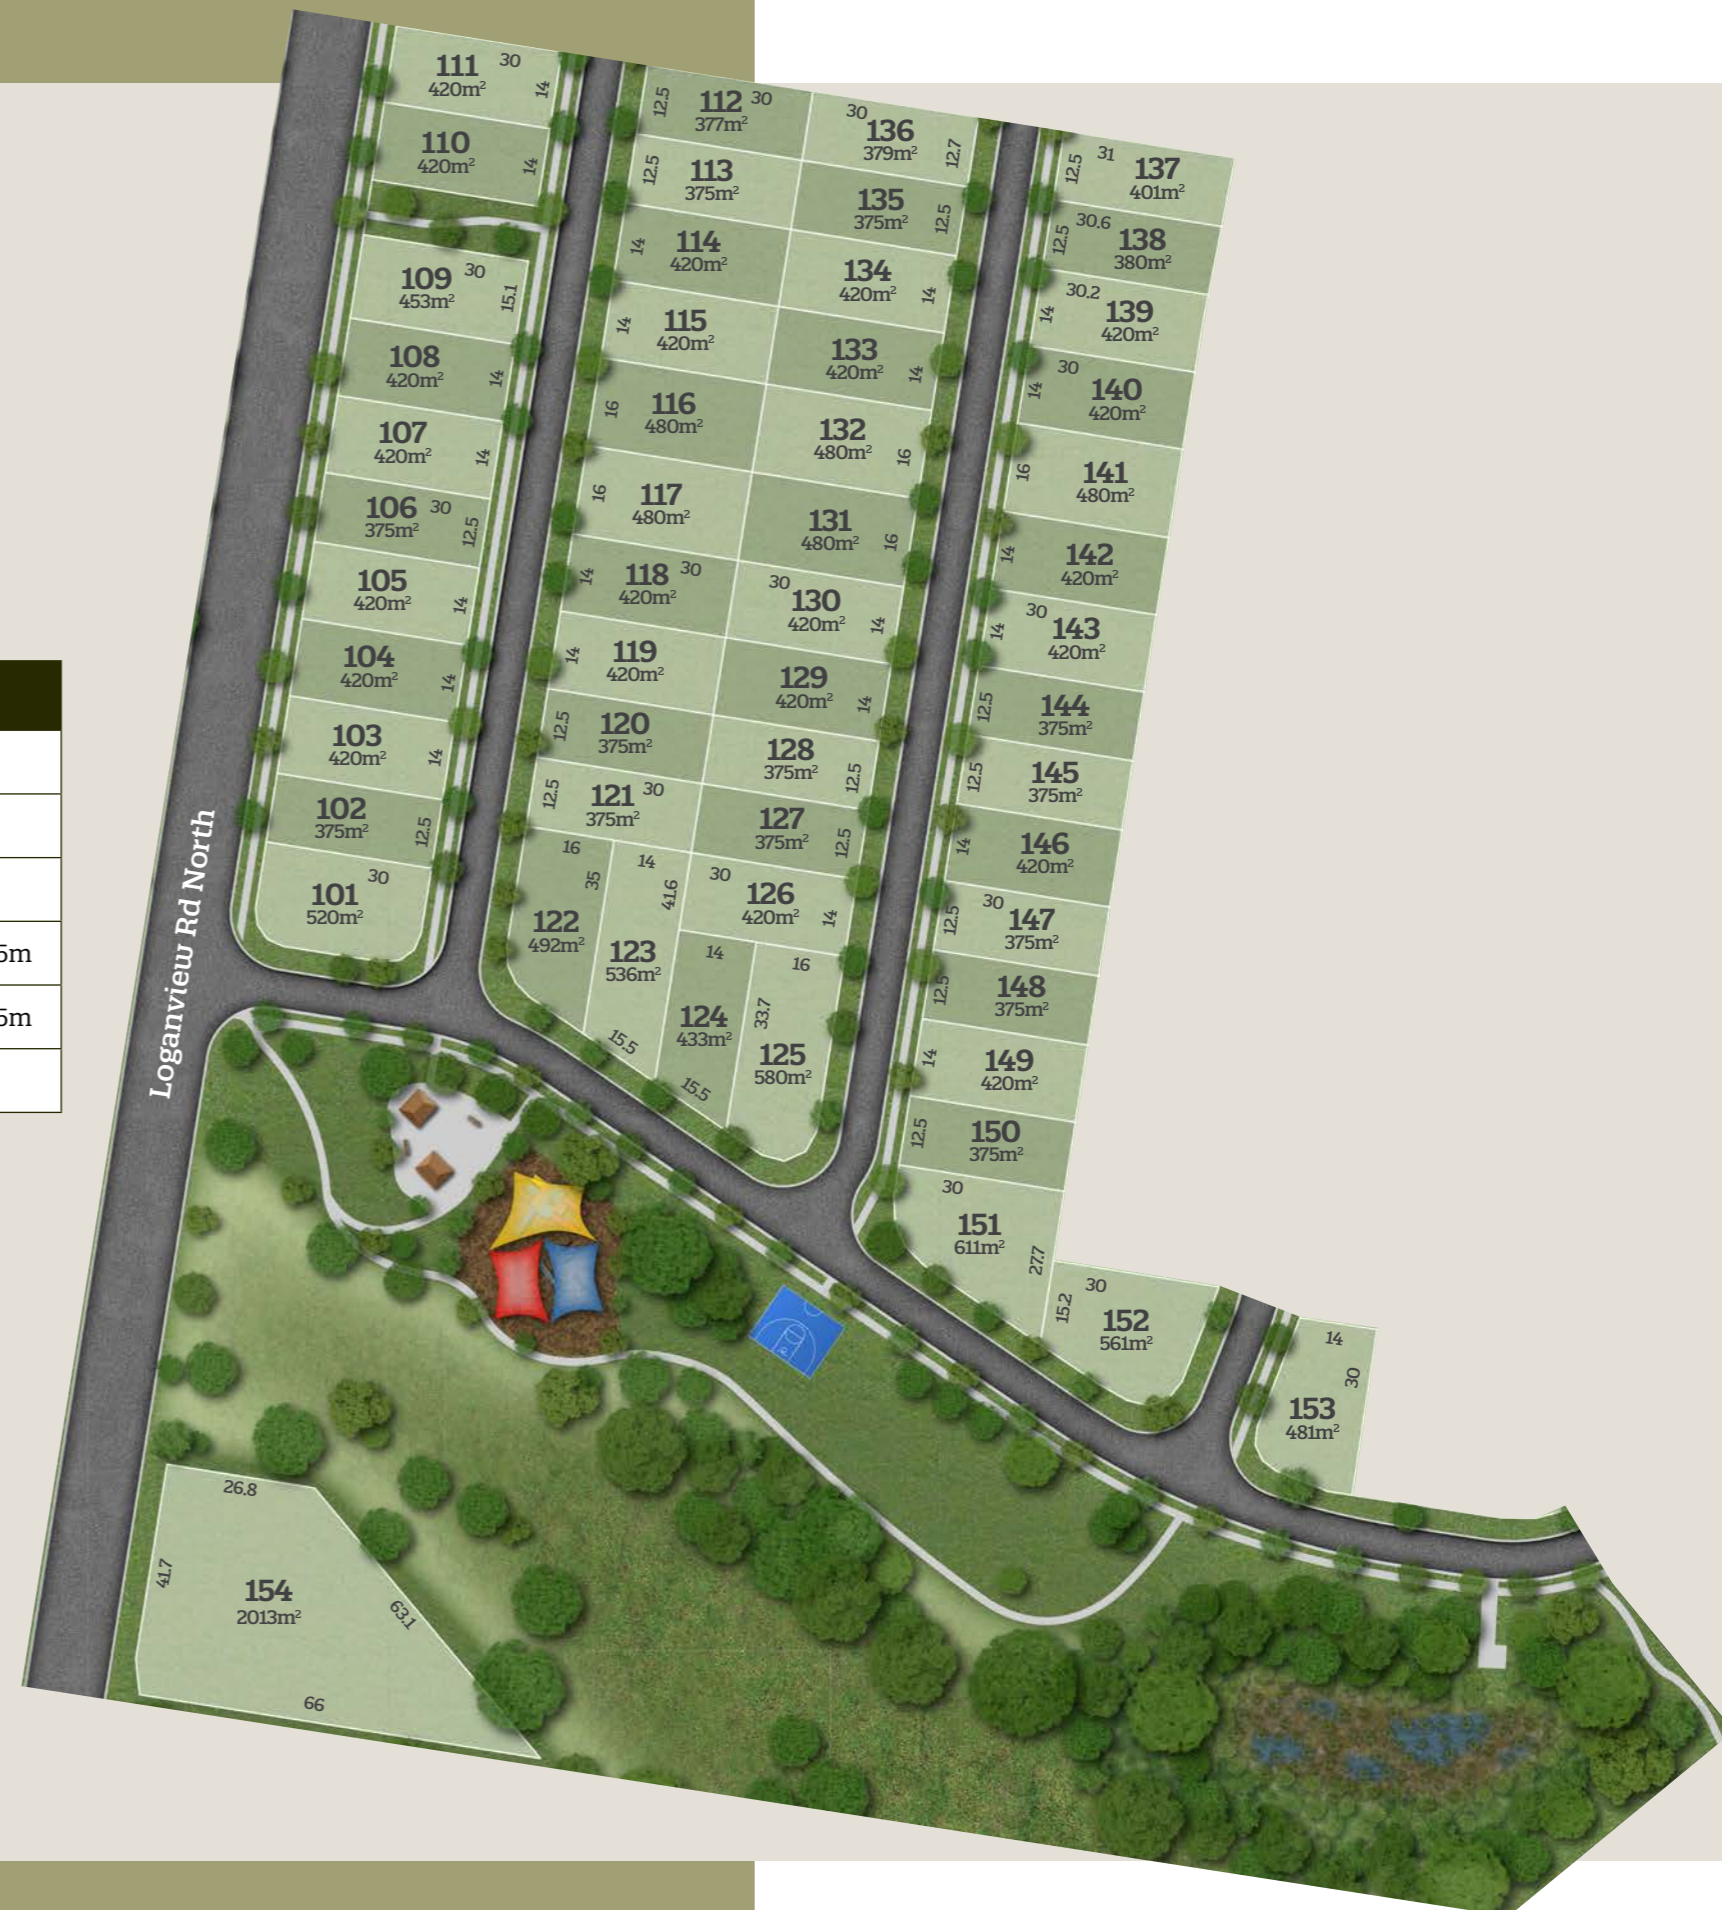 111
30
420m²
14
110
420m²
14
109
30
453m²
15.1
108
420m²
14
107
420m²
14
106
30
375m²
12.5
105
420m²
14
104
420m²
14
103
420m²
14
102
375m²
12.5
101
30
520m²
12.5
112
30
377m²
12.5
113
375m²
14
114
420m²
14
115
420m²
16
116
480m²
16
117
480m²
14
118
30
420m²
14
119
420m²
12.5
120
375m²
12.5
121
30
375m²
16
35
122
492m²
14
41.6
123
536m²
15.5
14
124
433m²
15.5
16
33.7
125
580m²
30
126
420m²
14
127
375m²
12.5
128
375m²
12.5
129
420m²
14
30
130
420m²
14
131
480m²
16
132
480m²
16
133
420m²
14
134
420m²
14
135
375m²
12.5
30
136
379m²
12.7
12.5
31
137
401m²
12.5
30.6
138
380m²
14
30.2
139
420m²
14
30
140
420m²
16
141
480m²
14
142
420m²
14
30
143
420m²
12.5
144
375m²
12.5
145
375m²
14
146
420m²
12.5
30
147
375m²
12.5
148
375m²
14
149
420m²
12.5
150
375m²
30
151
611m²
27.7
30
15.2
152
561m²
14
30
153
481m²
26.8
41.7
154
2013m²
63.1
66
Loganview Rd North
5m
5m